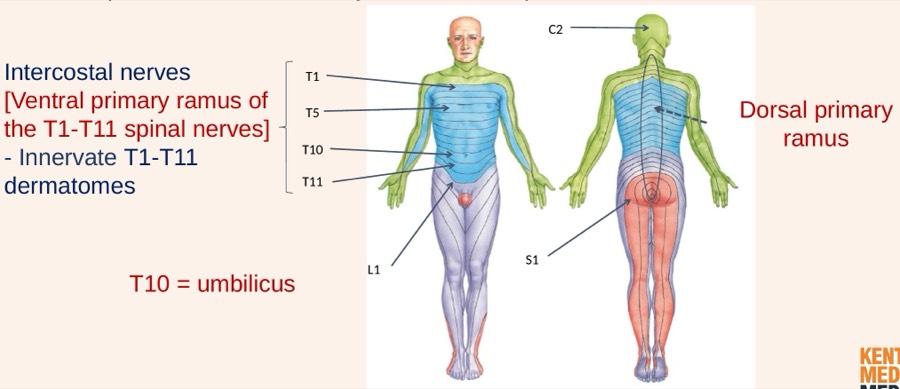 Intercostal nerves
[Ventral primary ramus of
the T1-T11 spinal nerves]
- Innervate T1-T11
dermatomes
T1
T5
T10
T11
L1
C2
S1
Dorsal primary
ramus
T10 = umbilicus
KENT
MED